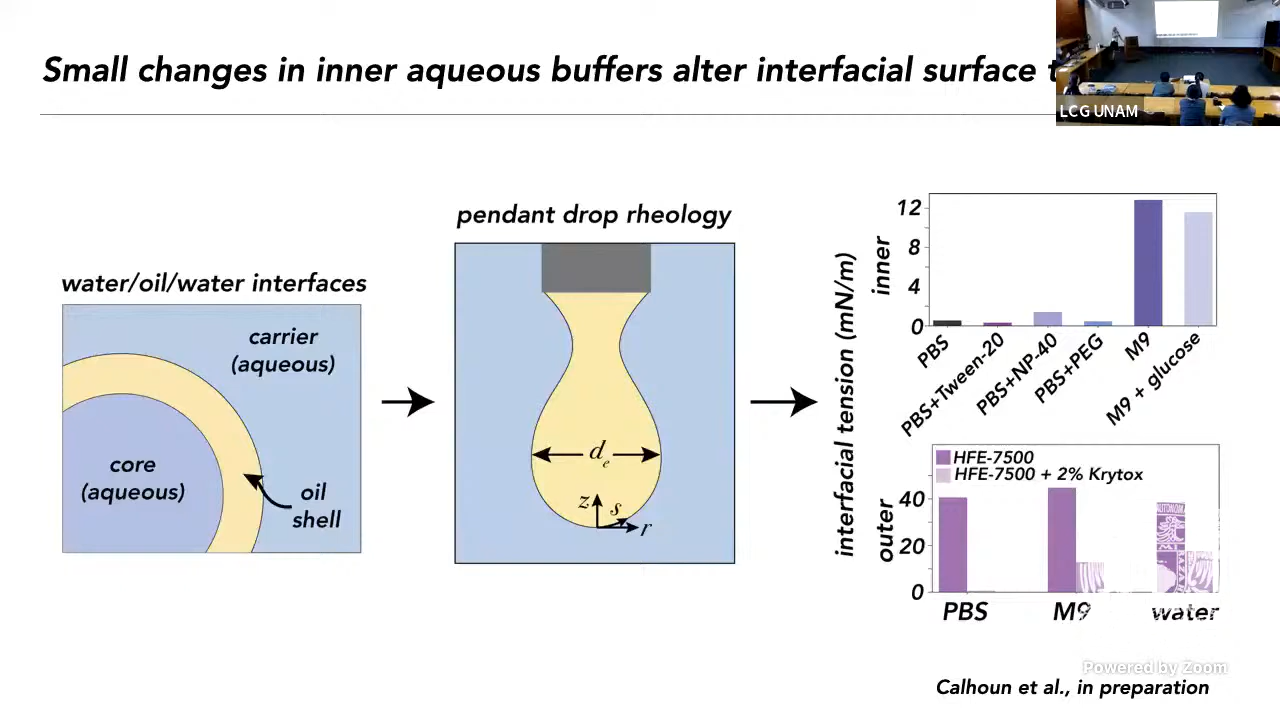 Small changes in inner aqueous buffers alter interfacial surface
LCG UNAM
water/oil/water interfaces
carrier
(aqueous)
core
(aqueous)
oil
shell
pendant drop rheology
d
e
z
s
r
interfacial tension (mN/m)
inner
12
8
4
0
PBS
PBS+Tween-20
PBS+NP-40
PBS+PEG
M9
M9 + glucose
outer
40
20
0
HFE-7500
HFE-7500 + 2% Krytox
PBS
M9
water
Powered by Zoom
Calhoun et al., in preparation